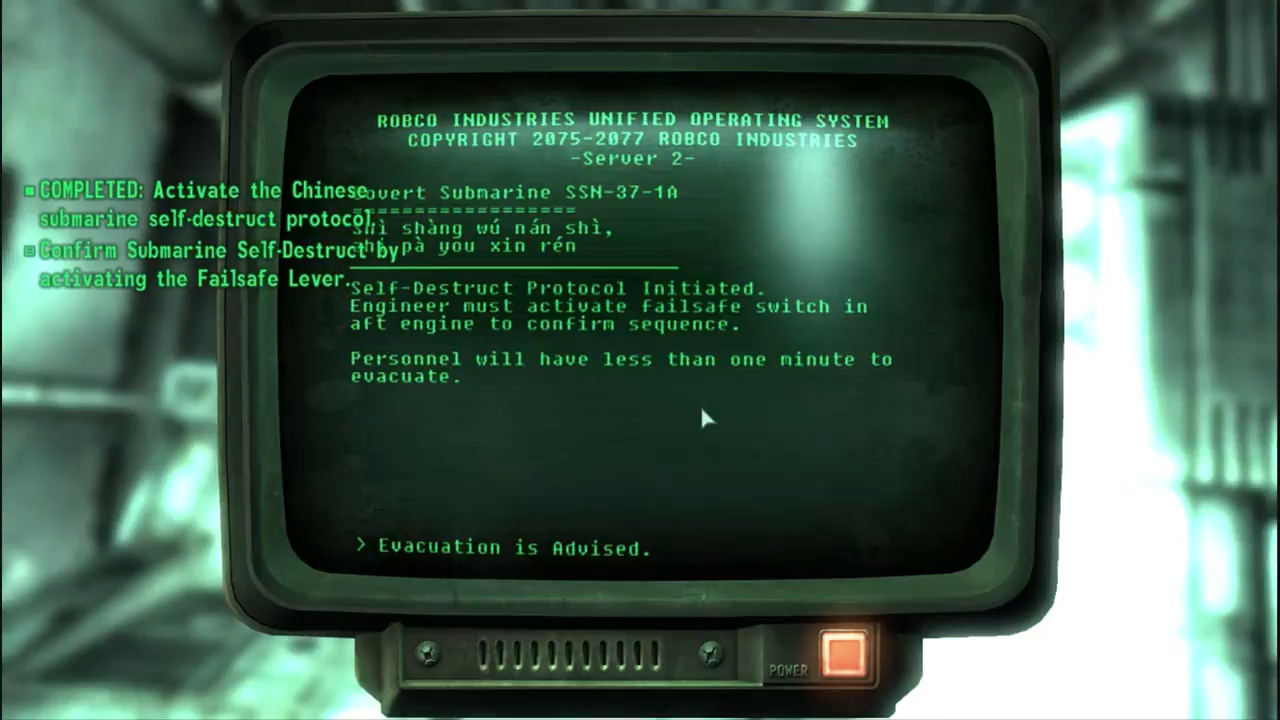 ROBCO INDUSTRIES UNIFIED OPERATING SYSTEM
COPYRIGHT 2075-2077 ROBCO INDUSTRIES
-Server 2-
COMPLETED: Activate the Chinese
submarine self-destruct protocol.
Confirm Submarine Self-Destruct by
activating the Failsafe Lever.
Covert Submarine SSN-37-1A
==================
Shì shàng wú nán shì,
pà you xin rén
Self-Destruct Protocol Initiated.
Engineer must activate failsafe switch in
aft engine to confirm sequence.
Personnel will have less than one minute to
evacuate.
> Evacuation is Advised.
POWER